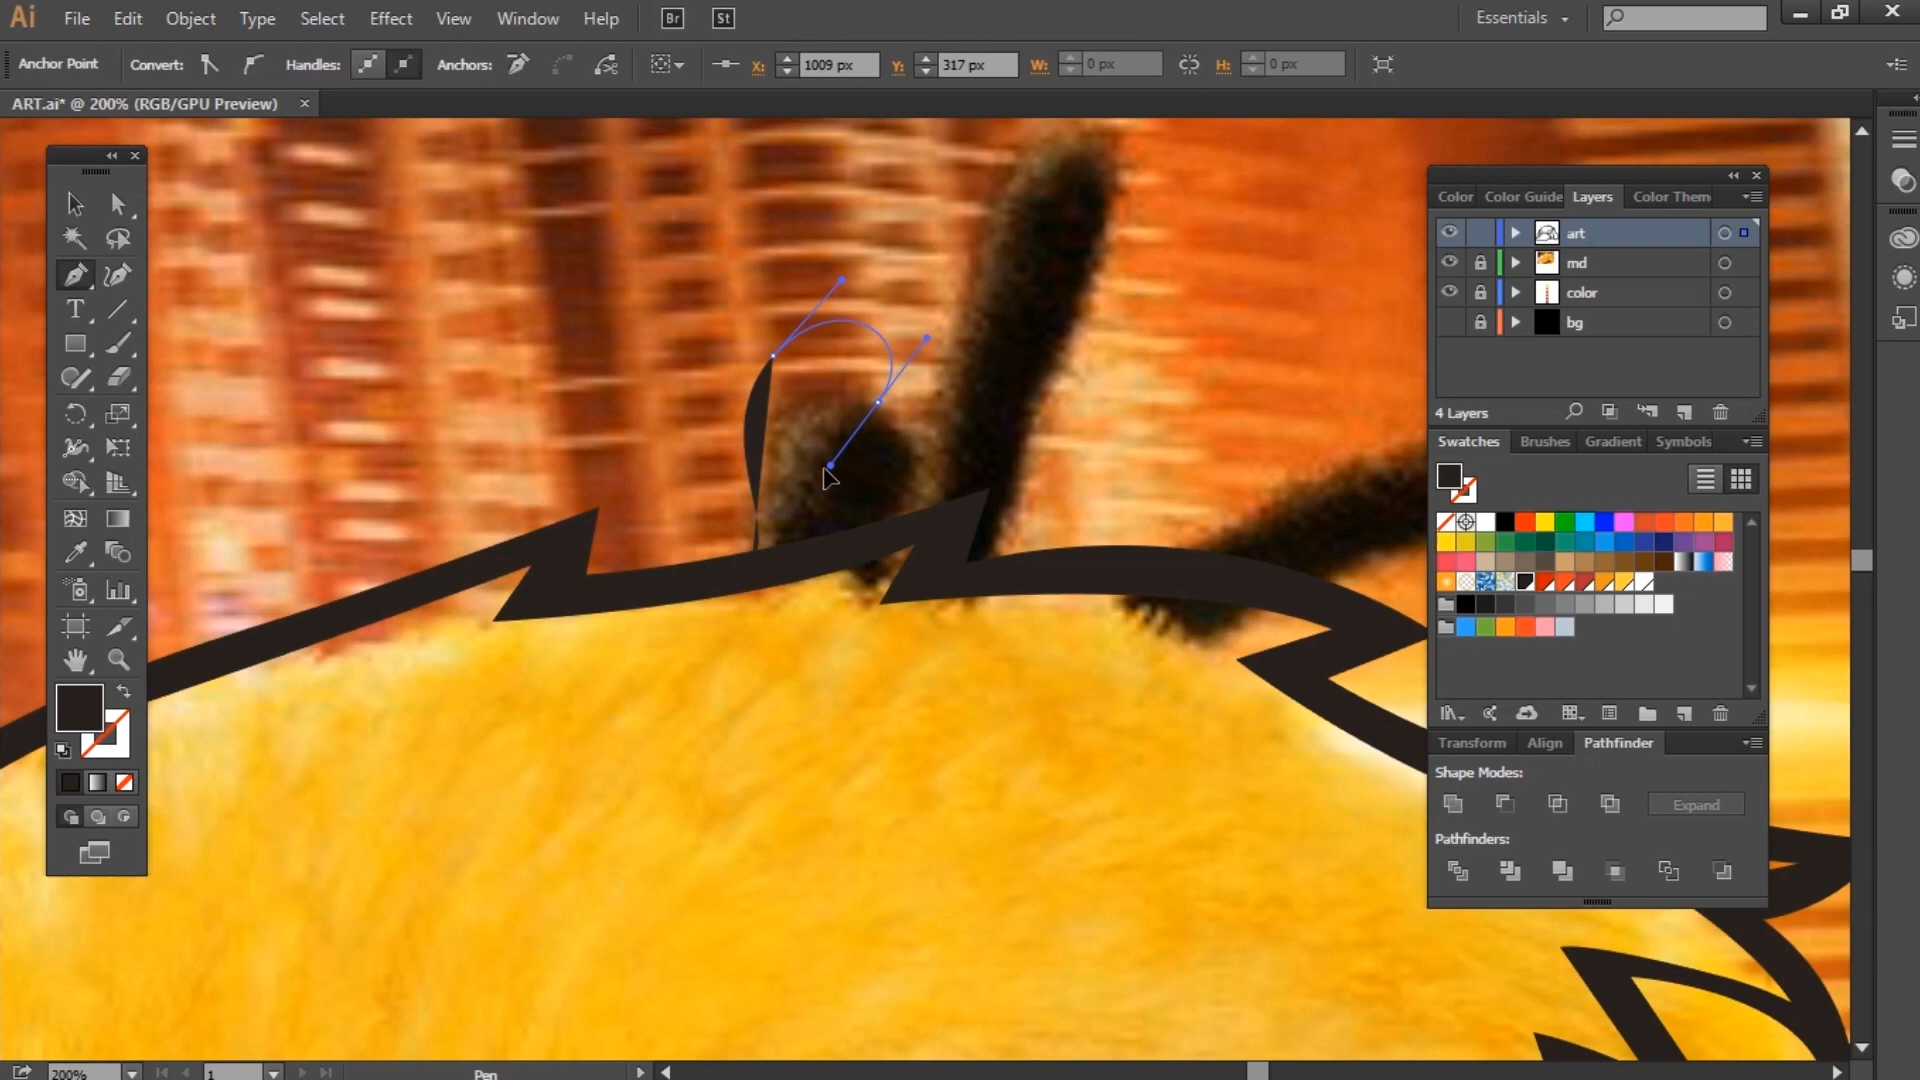 Ai File Edit Object Type Select Effect View Window Help Br St Essentials
Anchor Point Convert: Handles: Anchors: X: 1009 px Y: 317 px W: 0 px H: 0 px
ART.ai* @ 200% (RGB/GPU Preview)
Color Color Guide Layers Color Them
art
md
color
bg
4 Layers
Swatches Brushes Gradient Symbols
Transform Align Pathfinder
Shape Modes:
Expand
Pathfinders:
200% 1 Pen